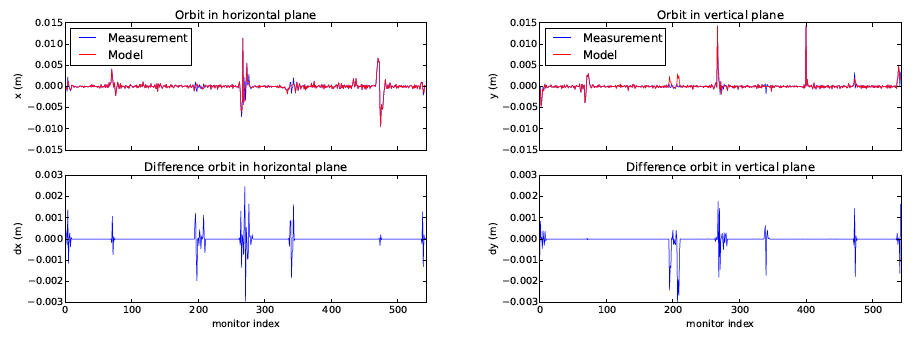 Orbit in horizontal plane
0.015
0.010
0.005
0.000
−0.005
−0.010
−0.015
x (m)
Measurement
Model
Orbit in vertical plane
0.015
0.010
0.005
0.000
−0.005
−0.010
−0.015
y (m)
Measurement
Model
Difference orbit in horizontal plane
0.003
0.002
0.001
0.000
−0.001
−0.002
−0.003
dx (m)
0 100 200 300 400 500
monitor index
Difference orbit in vertical plane
0.003
0.002
0.001
0.000
−0.001
−0.002
−0.003
dy (m)
0 100 200 300 400 500
monitor index